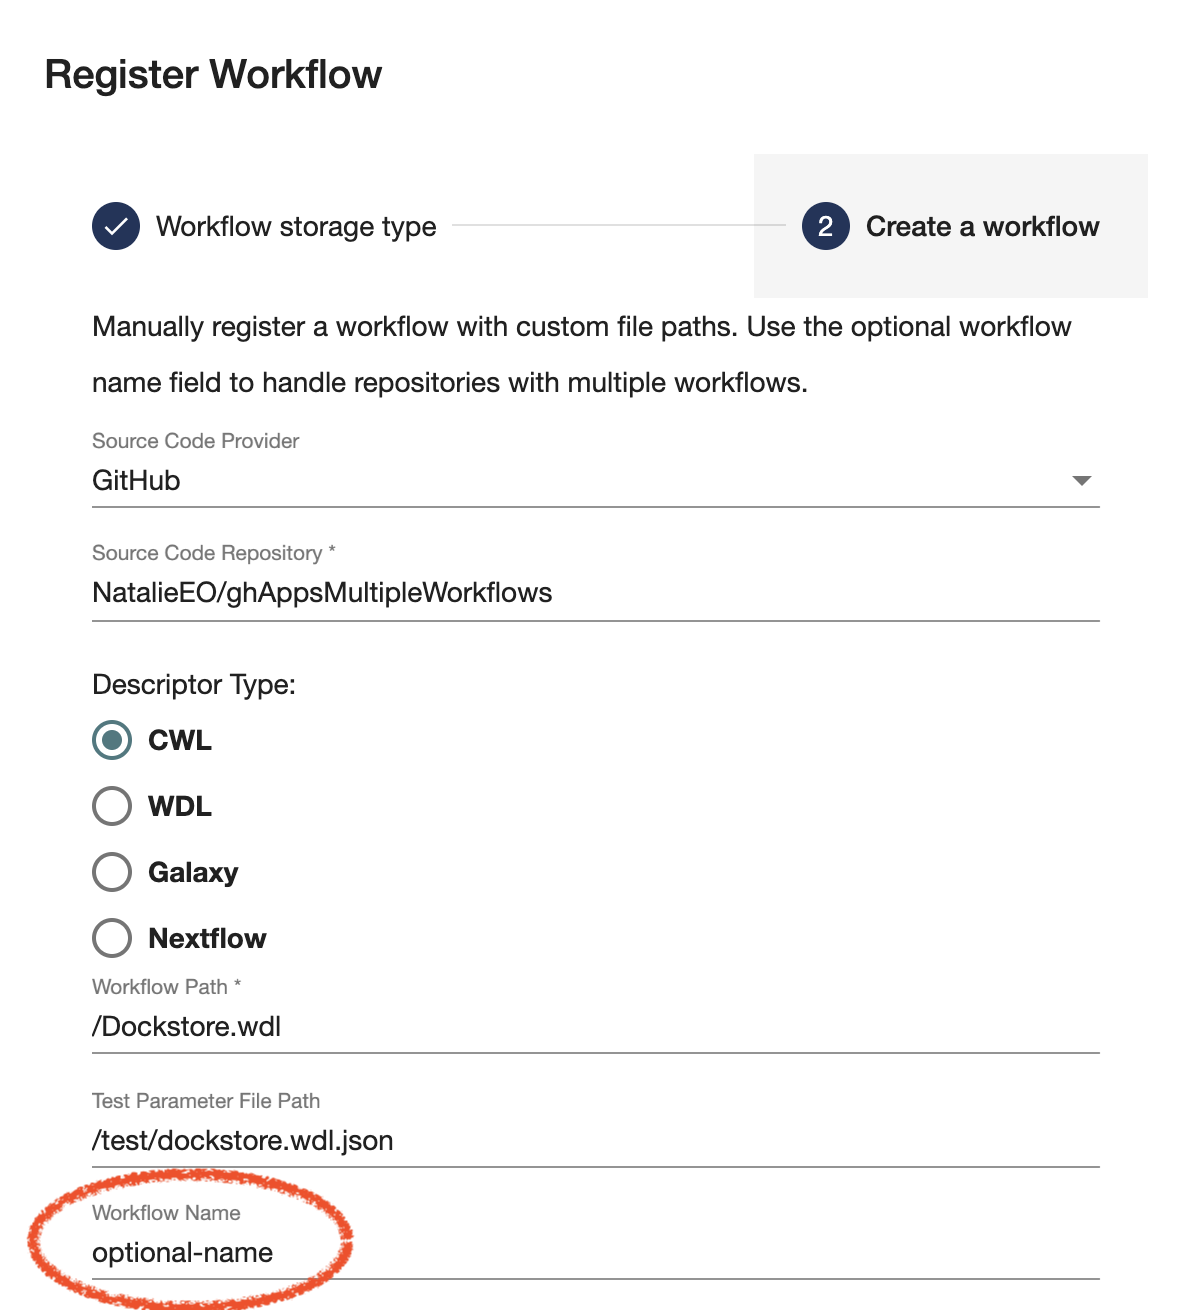 Register Workflow
Workflow storage type
2 Create a workflow
Manually register a workflow with custom file paths. Use the optional workflow
name field to handle repositories with multiple workflows.
Source Code Provider
GitHub
Source Code Repository *
NatalieEO/ghAppsMultipleWorkflows
Descriptor Type:
CWL
WDL
Galaxy
Nextflow
Workflow Path *
/Dockstore.wdl
Test Parameter File Path
/test/dockstore.wdl.json
Workflow Name
optional-name